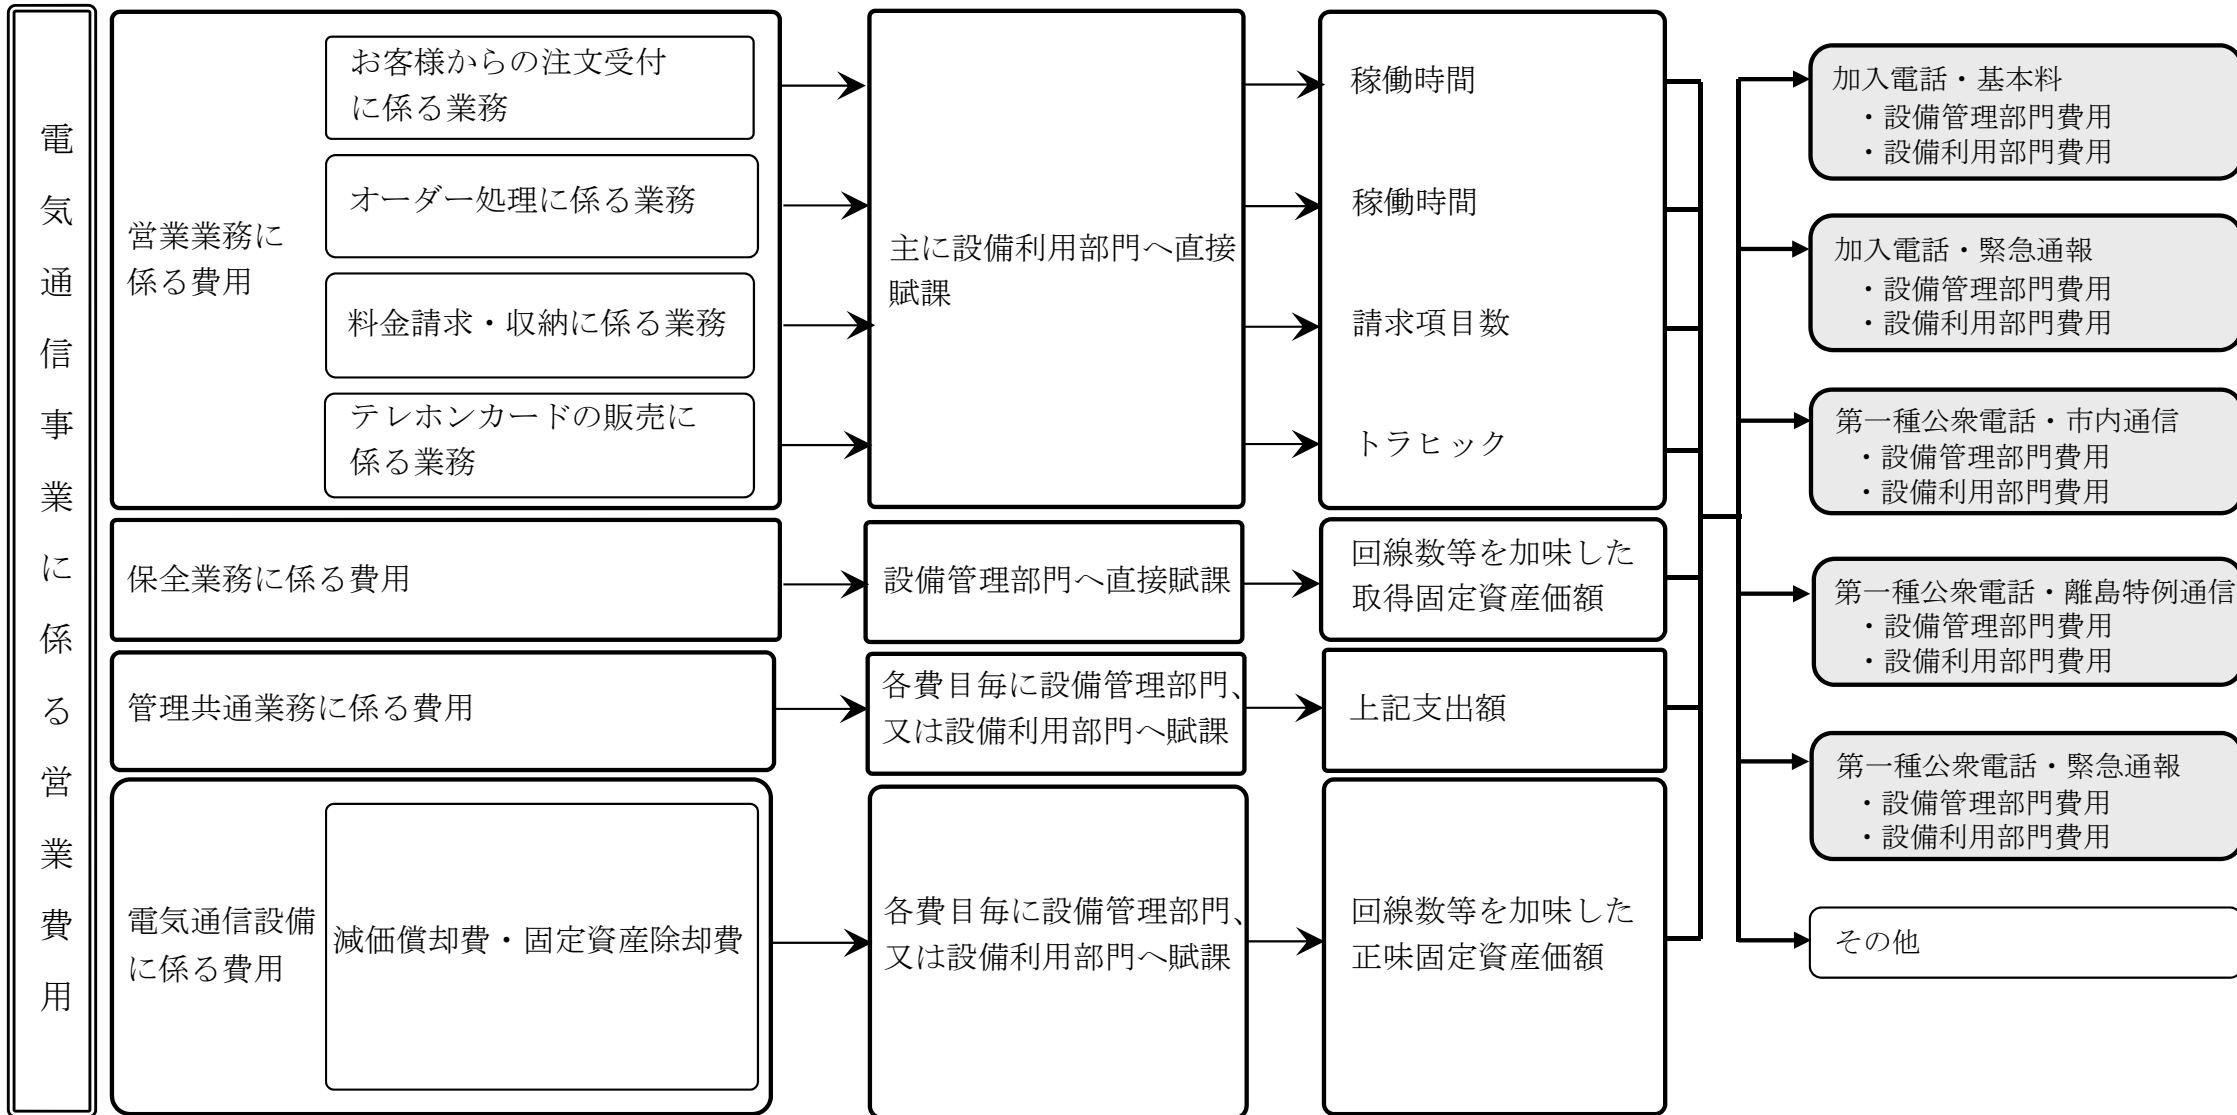 電気通信事業に係る営業費用
営業業務に
係る費用
お客様からの注文受付
に係る業務
オーダー処理に係る業務
料金請求・収納に係る業務
テレホンカードの販売に
係る業務
主に設備利用部門へ直接
賦課
稼働時間
稼働時間
請求項目数
トラヒック
保全業務に係る費用
設備管理部門へ直接賦課
回線数等を加味した
取得固定資産価額
管理共通業務に係る費用
各費目毎に設備管理部門、
又は設備利用部門へ賦課
上記支出額
電気通信設備
に係る費用
減価償却費・固定資産除却費
各費目毎に設備管理部門、
又は設備利用部門へ賦課
回線数等を加味した
正味固定資産価額
加入電話・基本料
・設備管理部門費用
・設備利用部門費用
加入電話・緊急通報
・設備管理部門費用
・設備利用部門費用
第一種公衆電話・市内通信
・設備管理部門費用
・設備利用部門費用
第一種公衆電話・離島特例通信
・設備管理部門費用
・設備利用部門費用
第一種公衆電話・緊急通報
・設備管理部門費用
・設備利用部門費用
その他